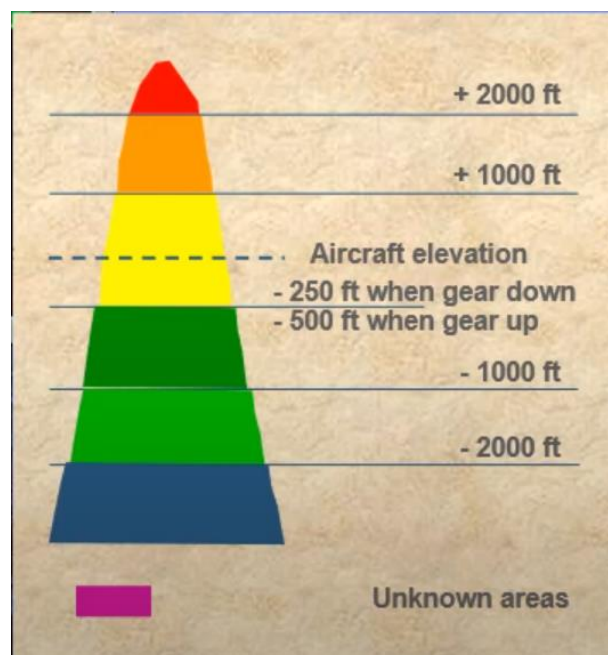 + 2000 ft
+ 1000 ft
Aircraft elevation
- 250 ft when gear down
- 500 ft when gear up
- 1000 ft
- 2000 ft
Unknown areas